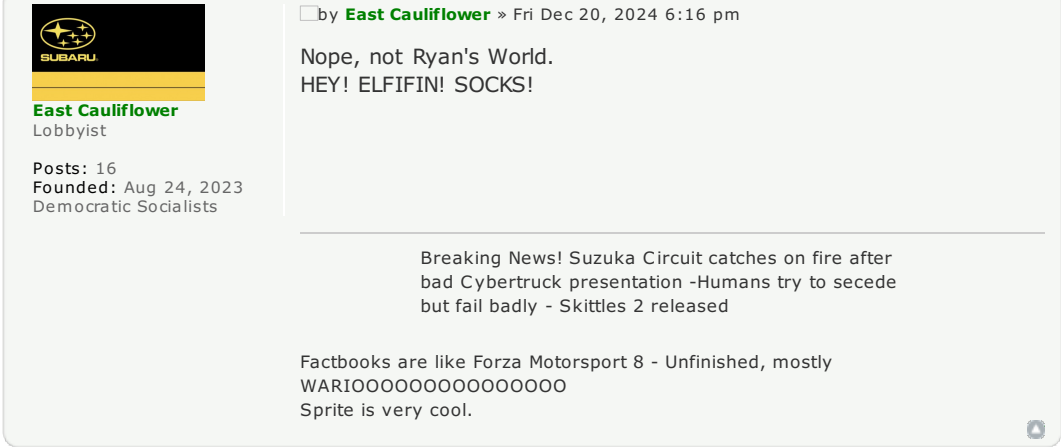 SUBARU
East Cauliflower
Lobbyist
Posts: 16
Founded: Aug 24, 2023
Democratic Socialists
by East Cauliflower » Fri Dec 20, 2024 6:16 pm
Nope, not Ryan's World.
HEY! ELFIFIN! SOCKS!
Breaking News! Suzuka Circuit catches on fire after
bad Cybertruck presentation -Humans try to secede
but fail badly - Skittles 2 released
Factbooks are like Forza Motorsport 8 - Unfinished, mostly
WARIOOOOOOOOOOOOOOO
Sprite is very cool.